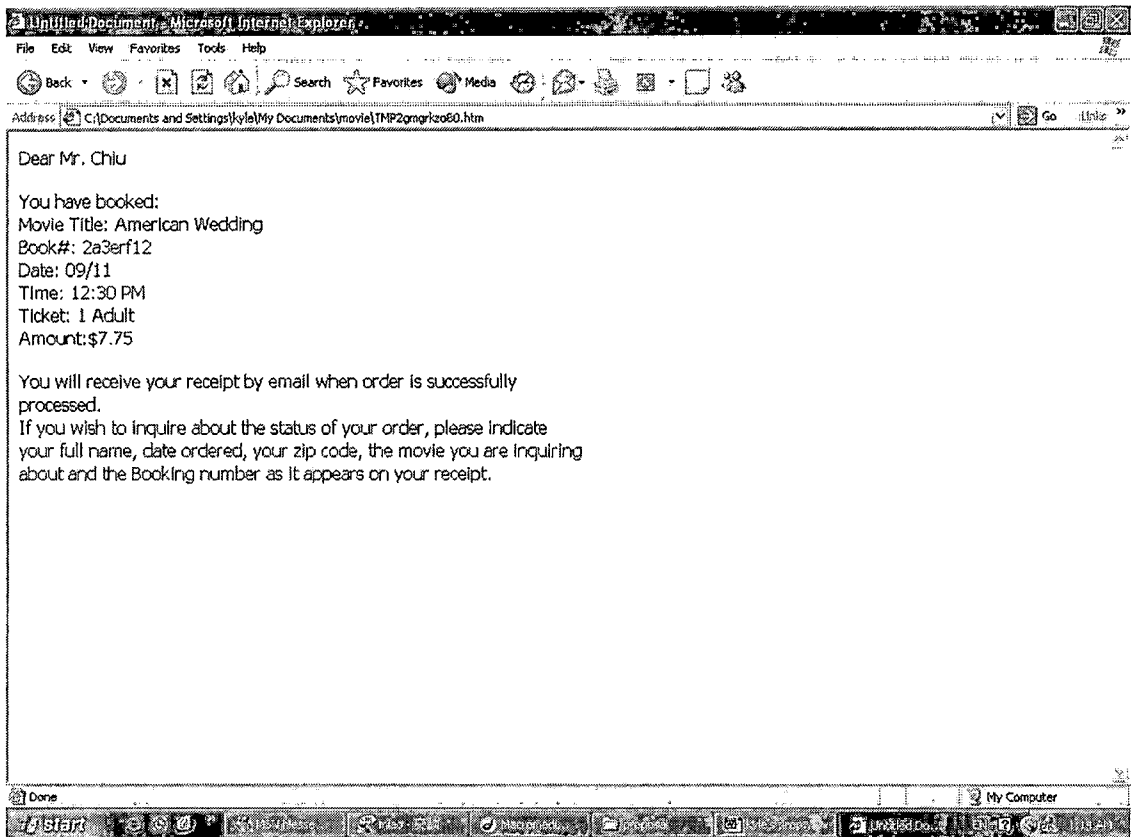 Untitled Document - Microsoft Internet Explorer
File Edit View Favorites Tools Help
Back Search Favorites Media
Address C:\Documents and Settings\kyle\My Documents\movie\TMP2qmgrkzo60.htm Go Links
Dear Mr. Chiu
You have booked:
Movie Title: American Wedding
Book#: 2a3erf12
Date: 09/11
Time: 12:30 PM
Ticket: 1 Adult
Amount:$7.75
You will receive your receipt by email when order is successfully
processed.
If you wish to inquire about the status of your order, please indicate
your full name, date ordered, your zip code, the movie you are inquiring
about and the Booking number as it appears on your receipt.
Done My Computer
start Untitled Do...